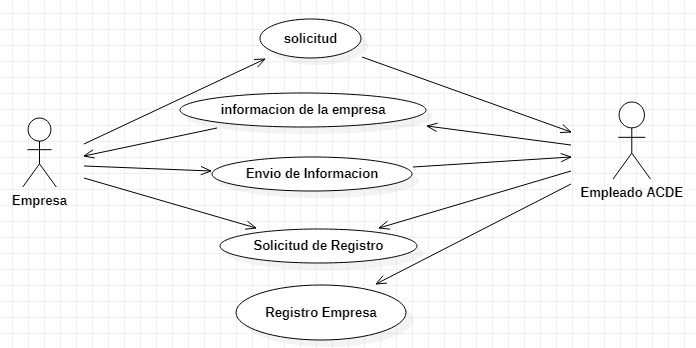 solicitud
informacion de la empresa
Envio de Informacion
Empresa
Empleado ACDE
Solicitud de Registro
Registro Empresa